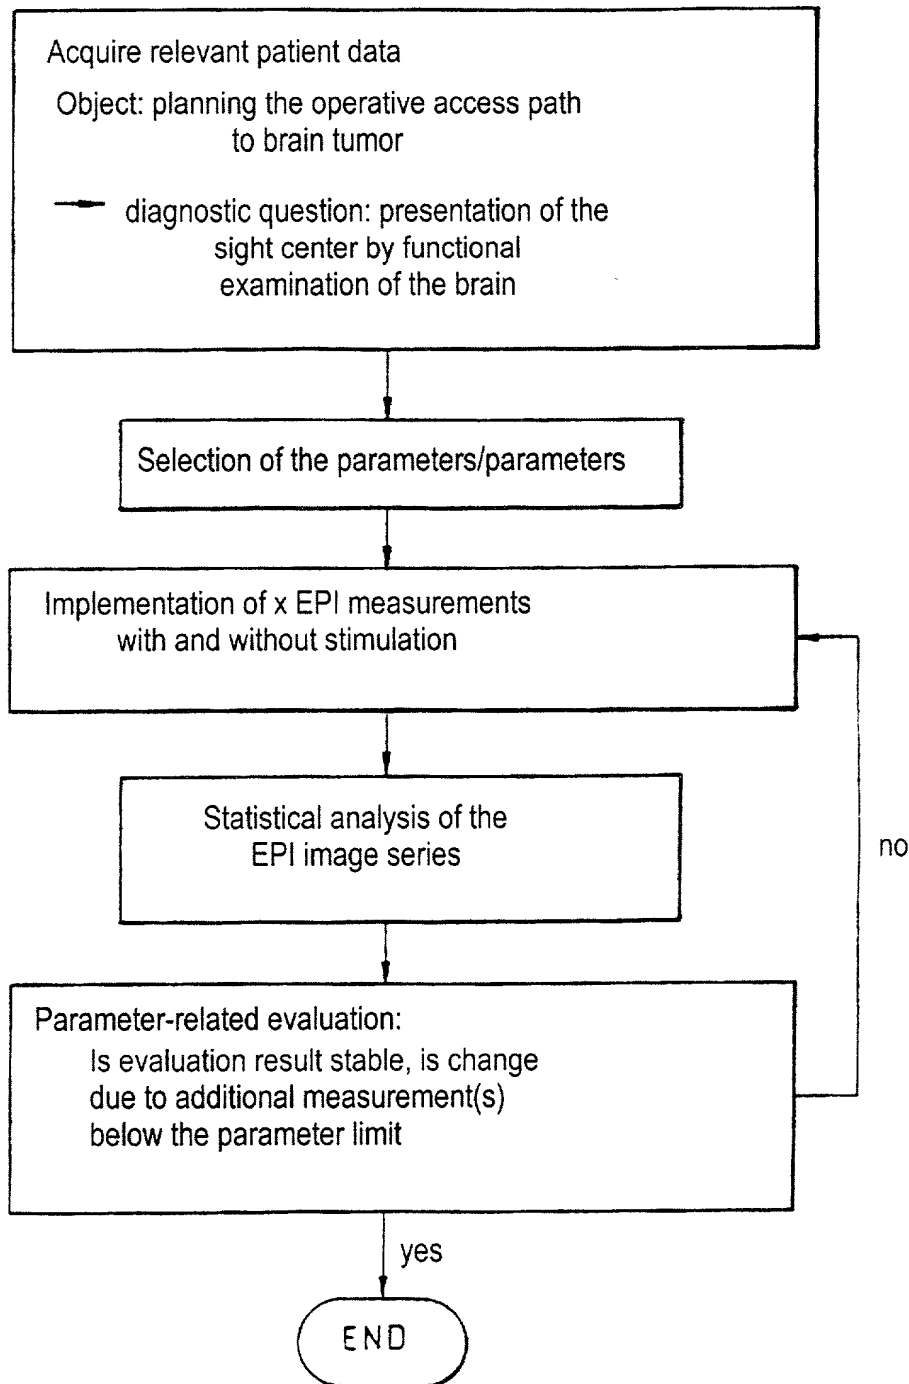 Acquire relevant patient data
Object: planning the operative access path
to brain tumor
diagnostic question: presentation of the
sight center by functional
examination of the brain
Selection of the parameters/parameters
Implementation of x EPI measurements
with and without stimulation
Statistical analysis of the
EPI image series
no
Parameter-related evaluation:
Is evaluation result stable, is change
due to additional measurement(s)
below the parameter limit
yes
END